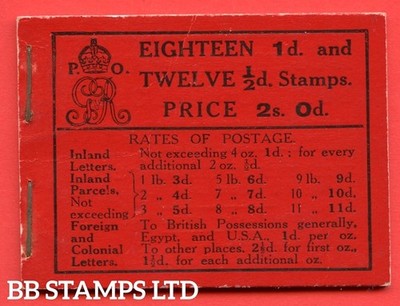 EIGHTEEN 1d. and
P. O.
TWELVE ½d. Stamps.
PRICE 2s. 0d.
RATES OF POSTAGE.
Inland Letters. Not exceeding 4 oz. 1d.; for every additional 2 oz. ½d.
Inland Parcels, Not exceeding
1 lb. 3d. 5 lb. 6d. 9 lb. 9d.
2 „ 4d. 7 „ 7d. 10 „ 10d.
3 „ 5d. 8 „ 8d. 11 „ 11d.
Foreign and Colonial Letters. To British Possessions generally, Egypt, and U.S.A. 1d. per oz.
To other places. 2½d. for first oz., 1½d. for each additional oz.
BB STAMPS LTD